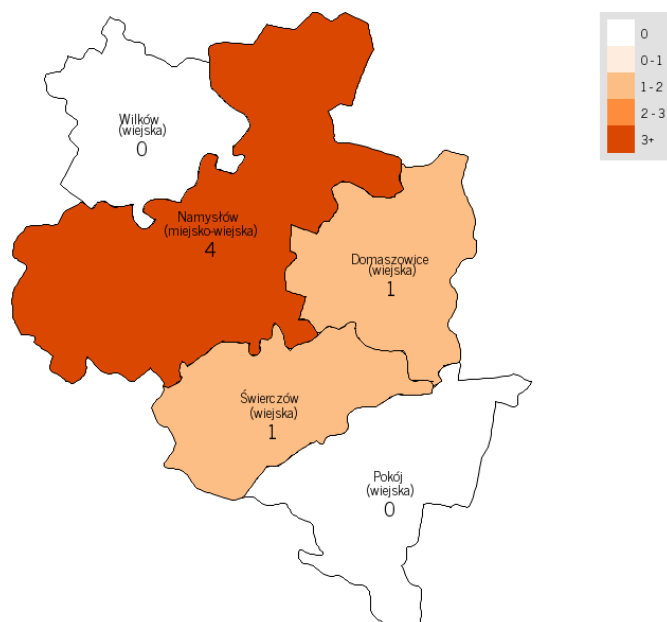 Wilków
(wiejska)
0
Namysłów
(miejsko-wiejska)
4
Domaszowice
(wiejska)
1
Świerczów
(wiejska)
1
Pokój
(wiejska)
0
0
0-1
1-2
2-3
3+